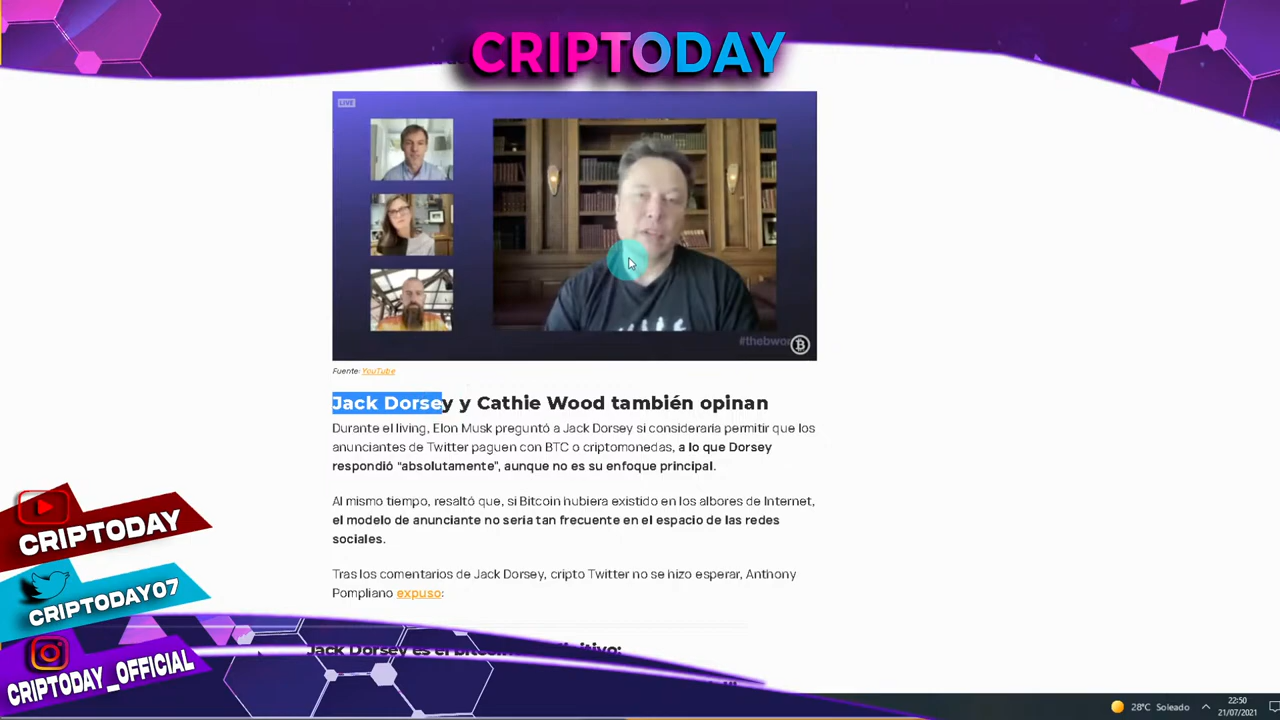 CRIPTODAY
LIVE
#thebwor
Fuente: YouTube
Jack Dorsey y Cathie Wood también opinan
Durante el living, Elon Musk preguntó a Jack Dorsey si consideraría permitir que los
anunciantes de Twitter paguen con BTC o criptomonedas, a lo que Dorsey
respondió “absolutamente”, aunque no es su enfoque principal.
Al mismo tiempo, resaltó que, si Bitcoin hubiera existido en los albores de Internet,
el modelo de anunciante no sería tan frecuente en el espacio de las redes
sociales.
Tras los comentarios de Jack Dorsey, cripto Twitter no se hizo esperar, Anthony
Pompliano expuso:
Jack Dorsey es el
CRIPTODAY
CRIPTODAY07
CRIPTODAY_OFFICIAL
28°C Soleado
22:50
21/07/2021